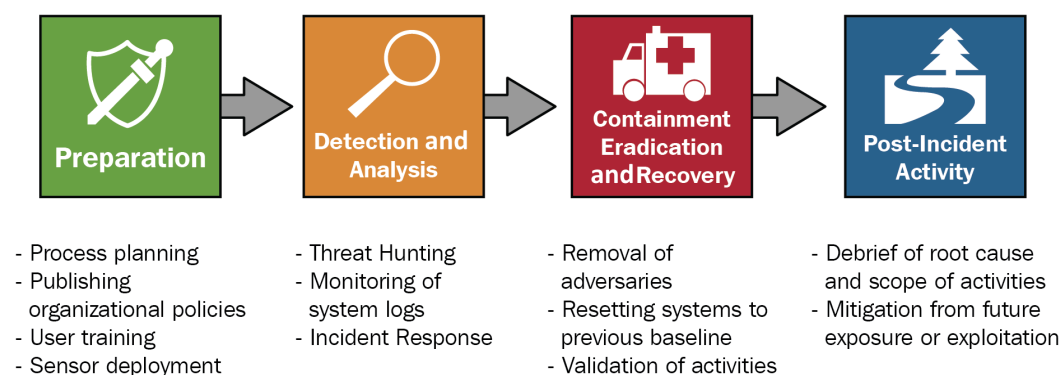 Preparation
Detection and
Analysis
Containment
Eradication
and Recovery
Post-Incident
Activity
- Process planning
- Publishing
organizational policies
- User training
- Sensor deployment
- Threat Hunting
- Monitoring of
system logs
- Incident Response
- Removal of
adversaries
- Resetting systems to
previous baseline
- Validation of activities
- Debrief of root cause
and scope of activities
- Mitigation from future
exposure or exploitation